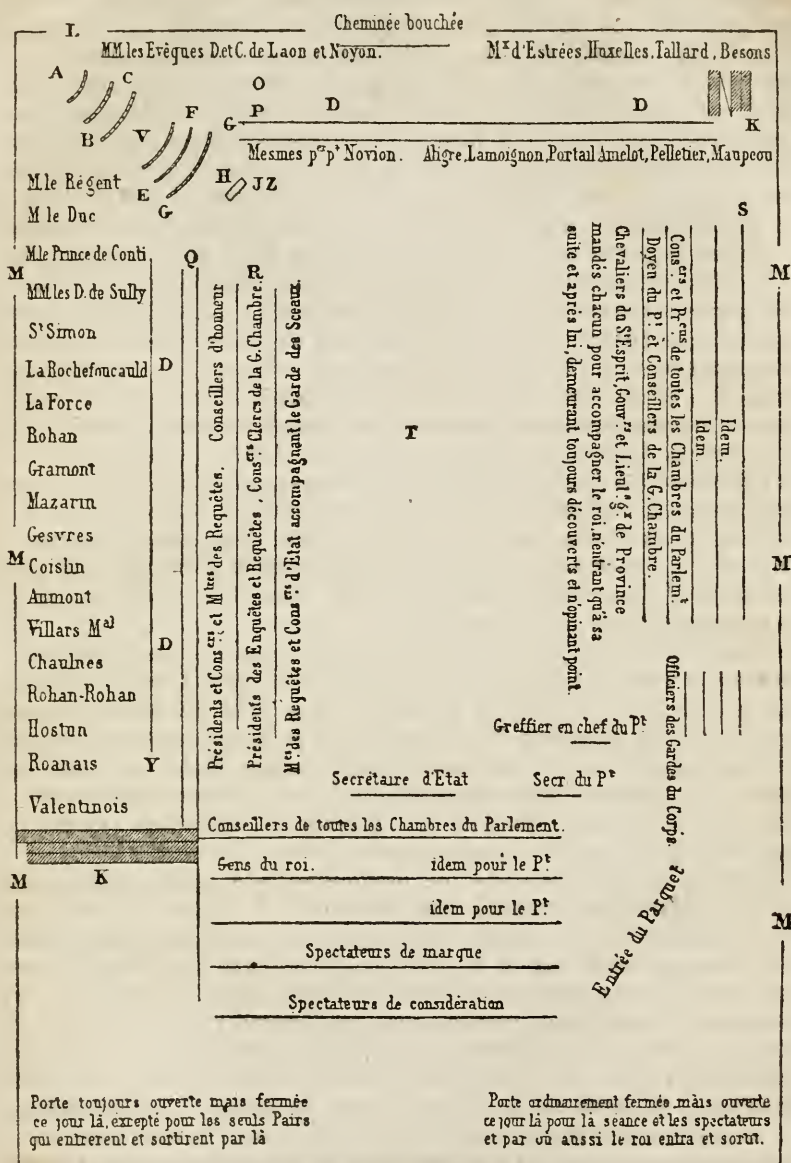 Cheminée bouchée
L
MM. les Evêques D. et C. de Laon et Noyon.
Mx d'Estrées, Huxelles, Tallard, Besons
A
C
O
B
V
F
P
D
D
G
K
Mesmes per pt Novion. Aligre, Lamoignon, Portail Amelot, Pelletier, Maupeou
M. le Régent
E
H
JZ
M le Duc
G
S
M. le Prince de Conti
M
Q
R
M
MM. les D. de Sully
St Simon
La Rochefoucauld
D
La Force
Rohan
T
Gramont
Mazarin
Gesvres
M
Coislin
M
Aumont
Villars Mal
D
Chaulnes
Rohan-Rohan
Hostun
Roanais
Y
Valentinois
Présidents et Coners et Mtres des Requêtes. Conseillers d'honneur
Présidents des Enquêtes et Requêtes, Consers Clercs de la G. Chambre.
Mes des Requêtes et Consers d'Etat accompagnant le Garde des Sceaux.
suite et après lui, demeurant toujours découverts et n'opinant point.
mandés chacun pour accompagner le roi, n'entrant qu'à sa
Chevaliers du St Esprit, Gouvrs et Lieut.s g.x de Province
Doyen du Pt. et Conseillers de la G. Chambre.
Cons.ers et Pr.ens de toutes les Chambres du Parlemt
Idem.
Idem.
Officiers des Gardes du Corps.
Greffier en chef du Pt
Secrétaire d'Etat
Secr du Pt
Conseillers de toutes les Chambres du Parlement.
Gens du roi.
idem pour le Pt.
M
K
idem pour le Pt.
M
Spectateurs de marque
Entrée du Parquet
Spectateurs de considération
Porte toujours ouverte mais fermée
ce jour là, excepté pour les seuls Pairs
qui entrerent et sortirent par là
Porte ordinairement fermée mais ouverte
ce jour là pour la séance et les spectateurs
et par où aussi le roi entra et sortit.